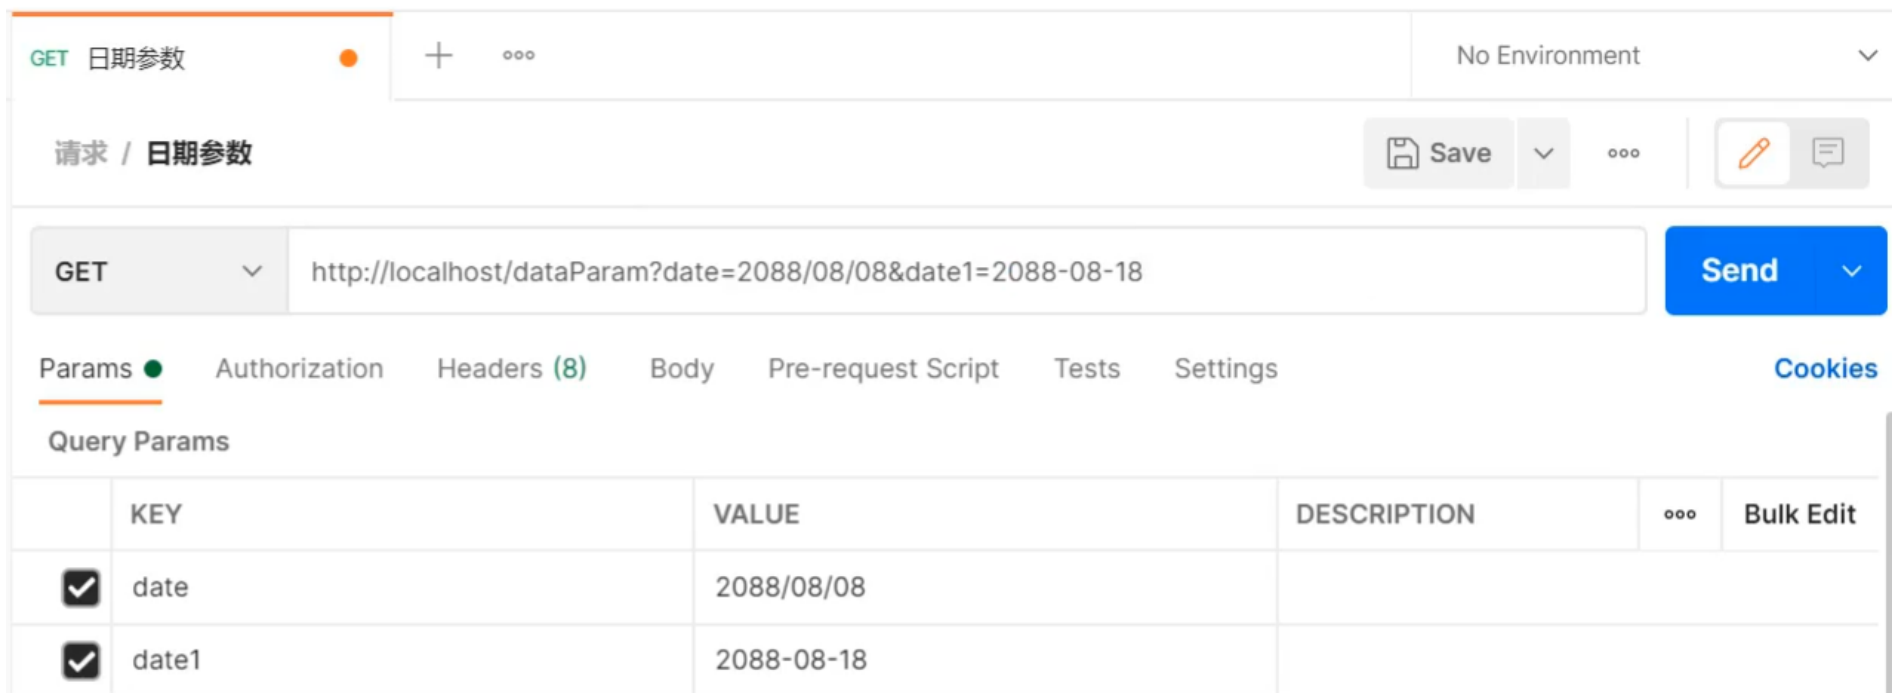 GET 日期参数 No Environment
请求 / 日期参数 Save
GET http://localhost/dataParam?date=2088/08/08&date1=2088-08-18 Send
Params Authorization Headers (8) Body Pre-request Script Tests Settings Cookies
Query Params
KEY VALUE DESCRIPTION Bulk Edit
date 2088/08/08
date1 2088-08-18